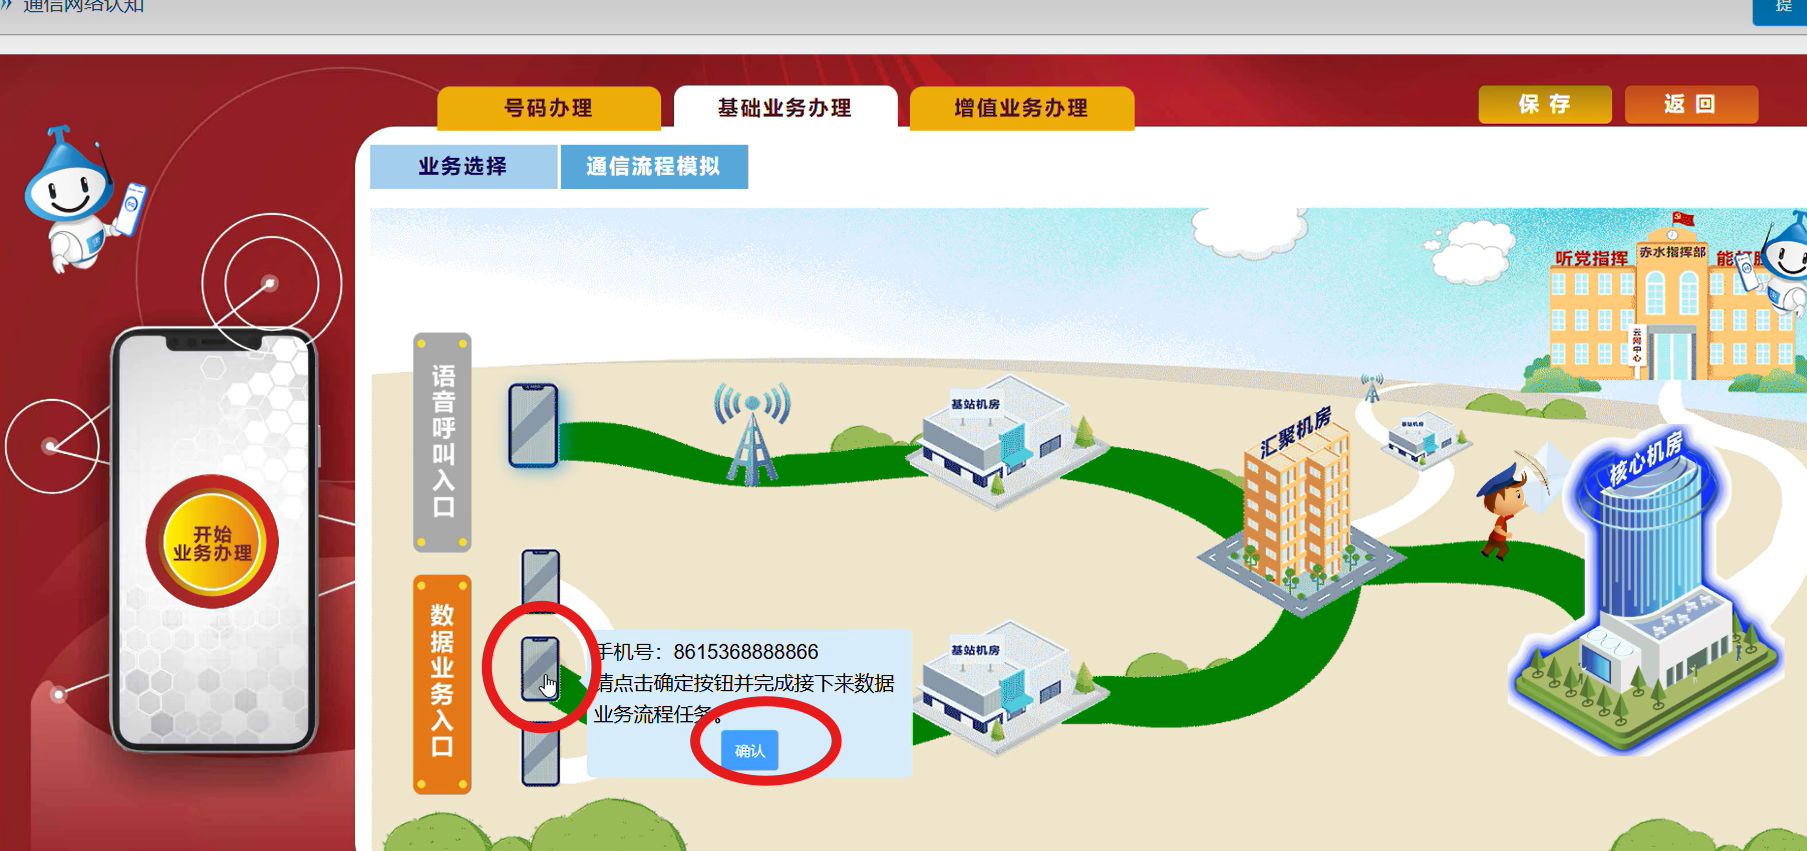 » 通信网络认知
提
号码办理
基础业务办理
增值业务办理
保存
返回
业务选择
通信流程模拟
听党指挥
赤水指挥部
云网中心
语音呼叫入口
基站机房
汇聚机房
基站机房
核心机房
开始
业务办理
数据业务入口
手机号：8615368888866
请点击确定按钮并完成接下来数据
业务流程任务。
确认
基站机房